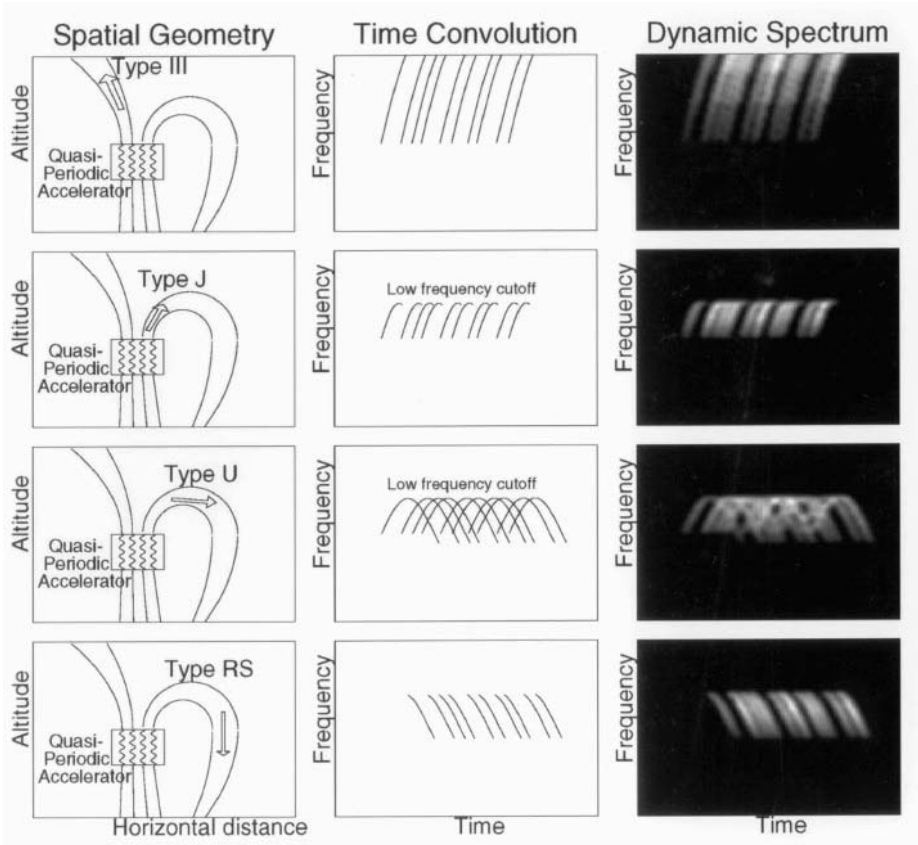 Spatial Geometry
Time Convolution
Dynamic Spectrum
Altitude
Type III
Quasi-
Periodic
Accelerator
Frequency
Frequency
Altitude
Type J
Quasi-
Periodic
Accelerator
Frequency
Low frequency cutoff
Frequency
Altitude
Type U
Quasi-
Periodic
Accelerator
Frequency
Low frequency cutoff
Frequency
Altitude
Type RS
Quasi-
Periodic
Accelerator
Frequency
Frequency
Horizontal distance
Time
Time